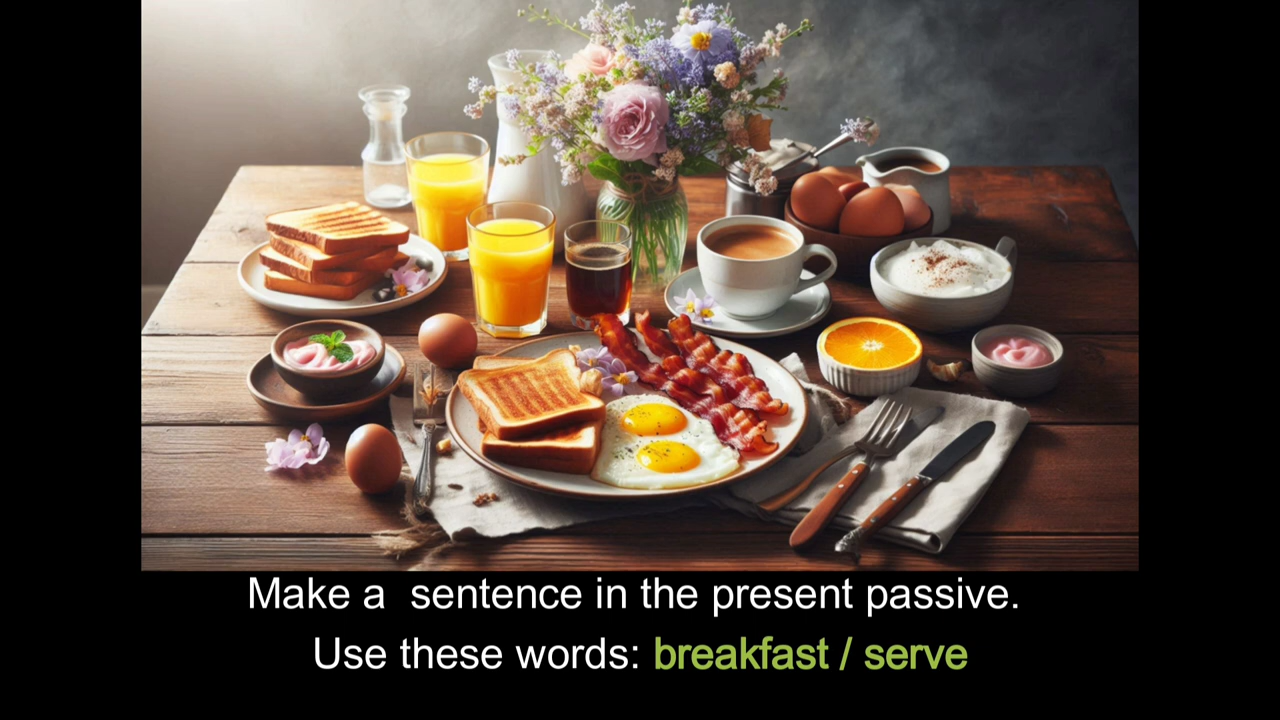 Make a  sentence in the present passive.
Use these words: breakfast / serve